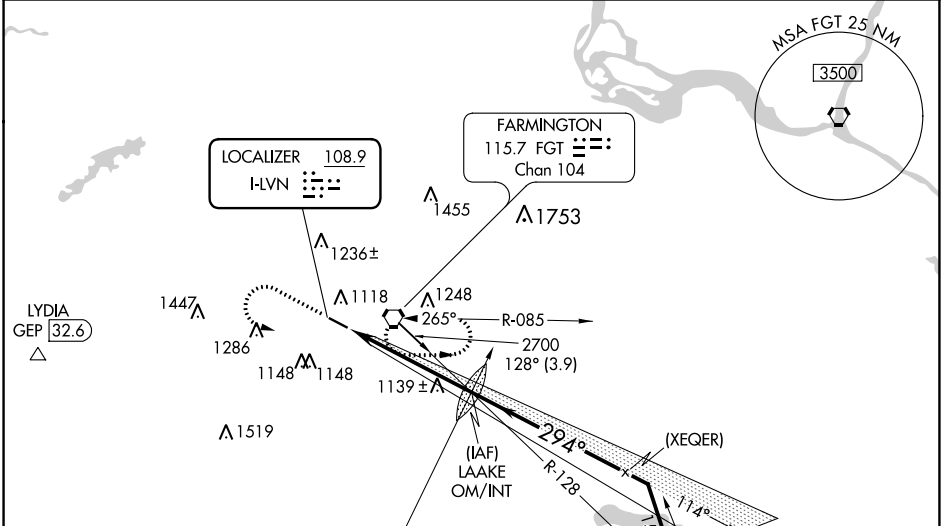 MSA FGT 25 NM
3500
FARMINGTON
115.7 FGT
Chan 104
LOCALIZER 108.9
I-LVN
1455
1753
1236±
1118
1248
265°
R-085
2700
128° (3.9)
1447
LYDIA
GEP 32.6
1286
1148
1148
1139±
1519
294°
(XEQER)
(IAF)
LAAKE
OM/INT
R-128
114°